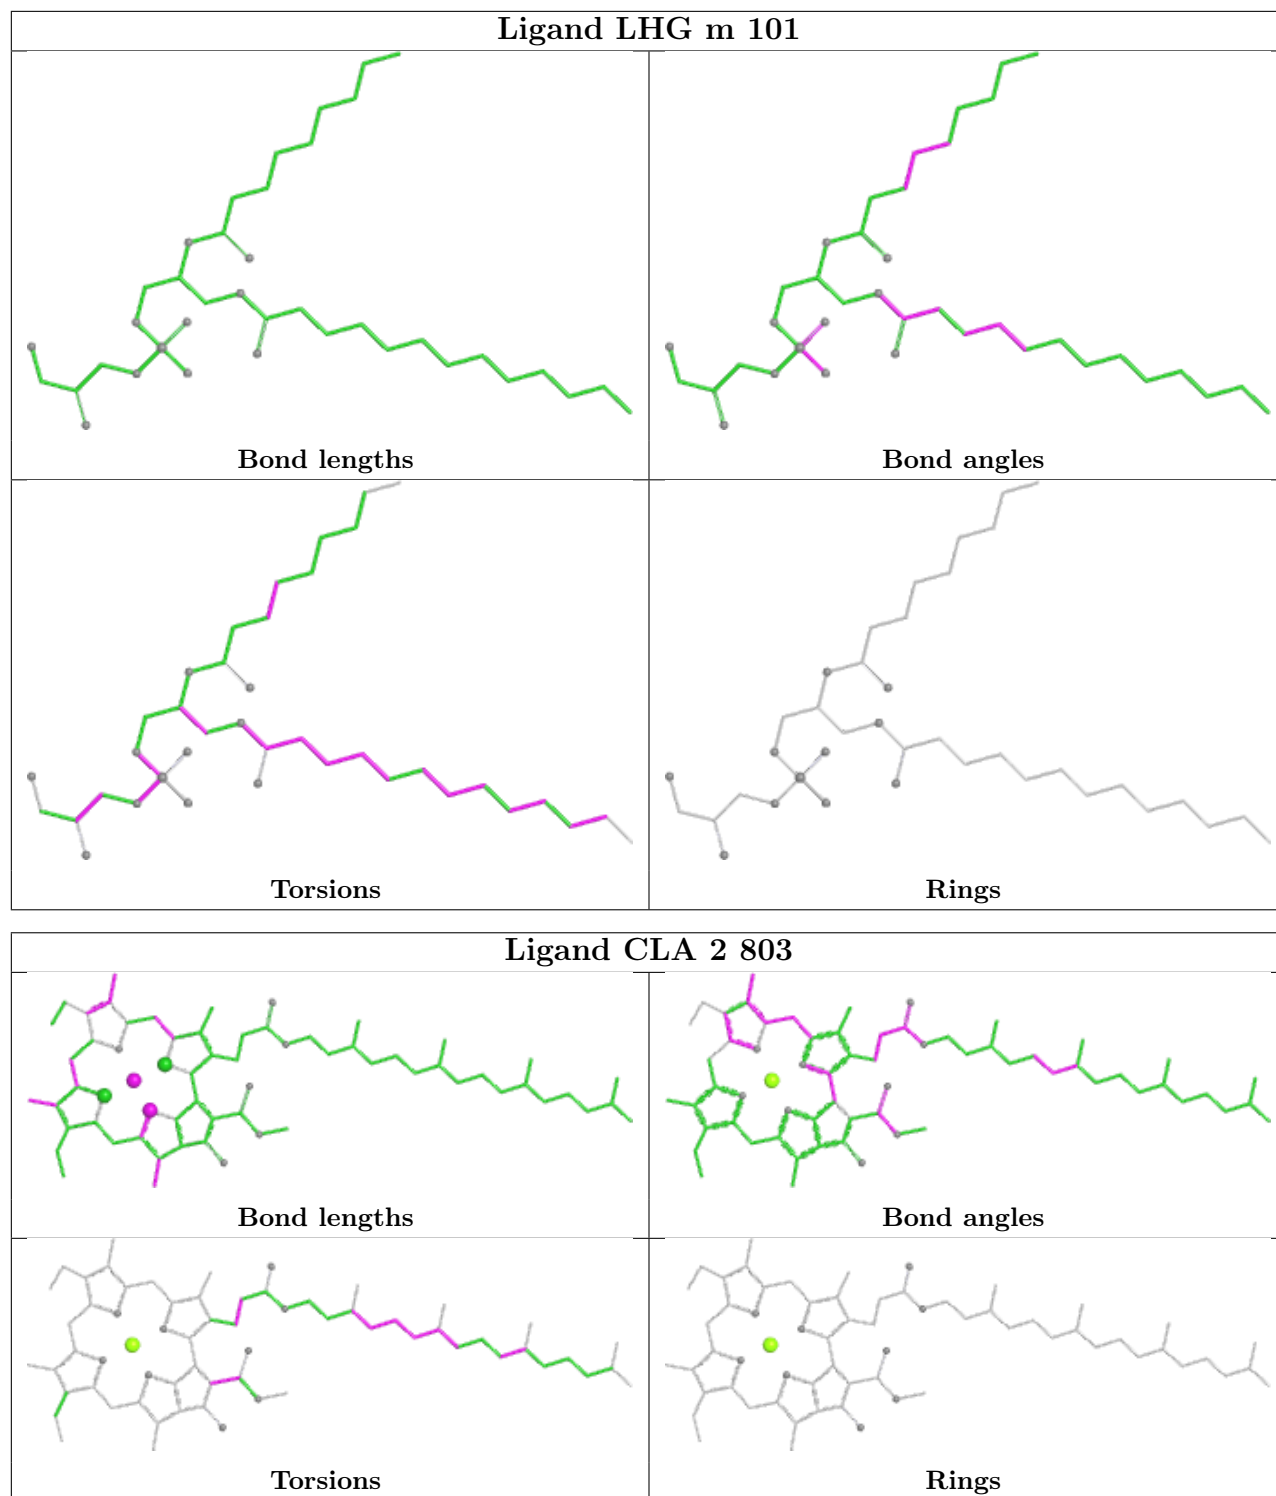 Ligand LHG m 101
Bond lengths
Bond angles
Torsions
Rings
Ligand CLA 2 803
Bond lengths
Bond angles
Torsions
Rings